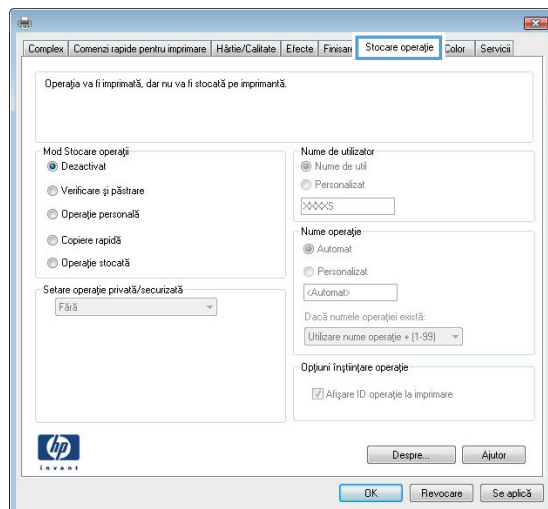 Complex Comenzi rapide pentru imprimare Hârtie/Calitate Efecte Finisare Stocare operaţie Color Servicii
Operaţia va fi imprimată, dar nu va fi stocată pe imprimantă.
Mod Stocare operaţii
Dezactivat
Verificare şi păstrare
Operaţie personală
Copiere rapidă
Operaţie stocată
Setare operaţie privată/securizată
Fără
Nume de utilizator
Nume de util
Personalizat
XXXXS
Nume operaţie
Automat
Personalizat
<Automat>
Dacă numele operaţiei există:
Utilizare nume operaţie + (1-99)
Opţiuni înştiinţare operaţie
Afişare ID operaţie la imprimare
hp
invent
Despre... Ajutor
OK Revocare Se aplică